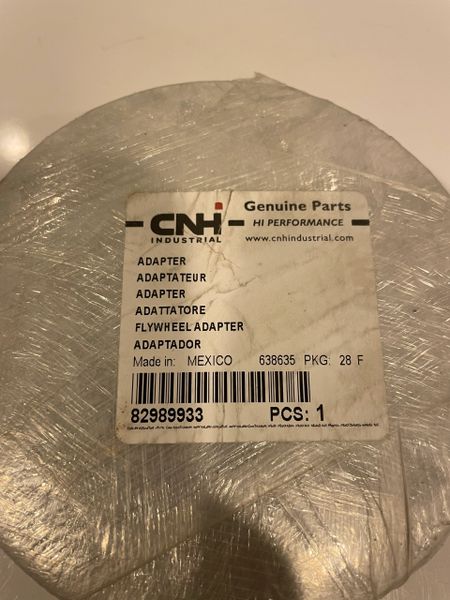 CNH
INDUSTRIAL
Genuine Parts
HI PERFORMANCE
www.cnhindustrial.com
ADAPTER
ADAPTATEUR
ADAPTER
ADATTATORE
FLYWHEEL ADAPTER
ADAPTADOR
Made in: MEXICO 638635 PKG: 28 F
82989933 PCS: 1